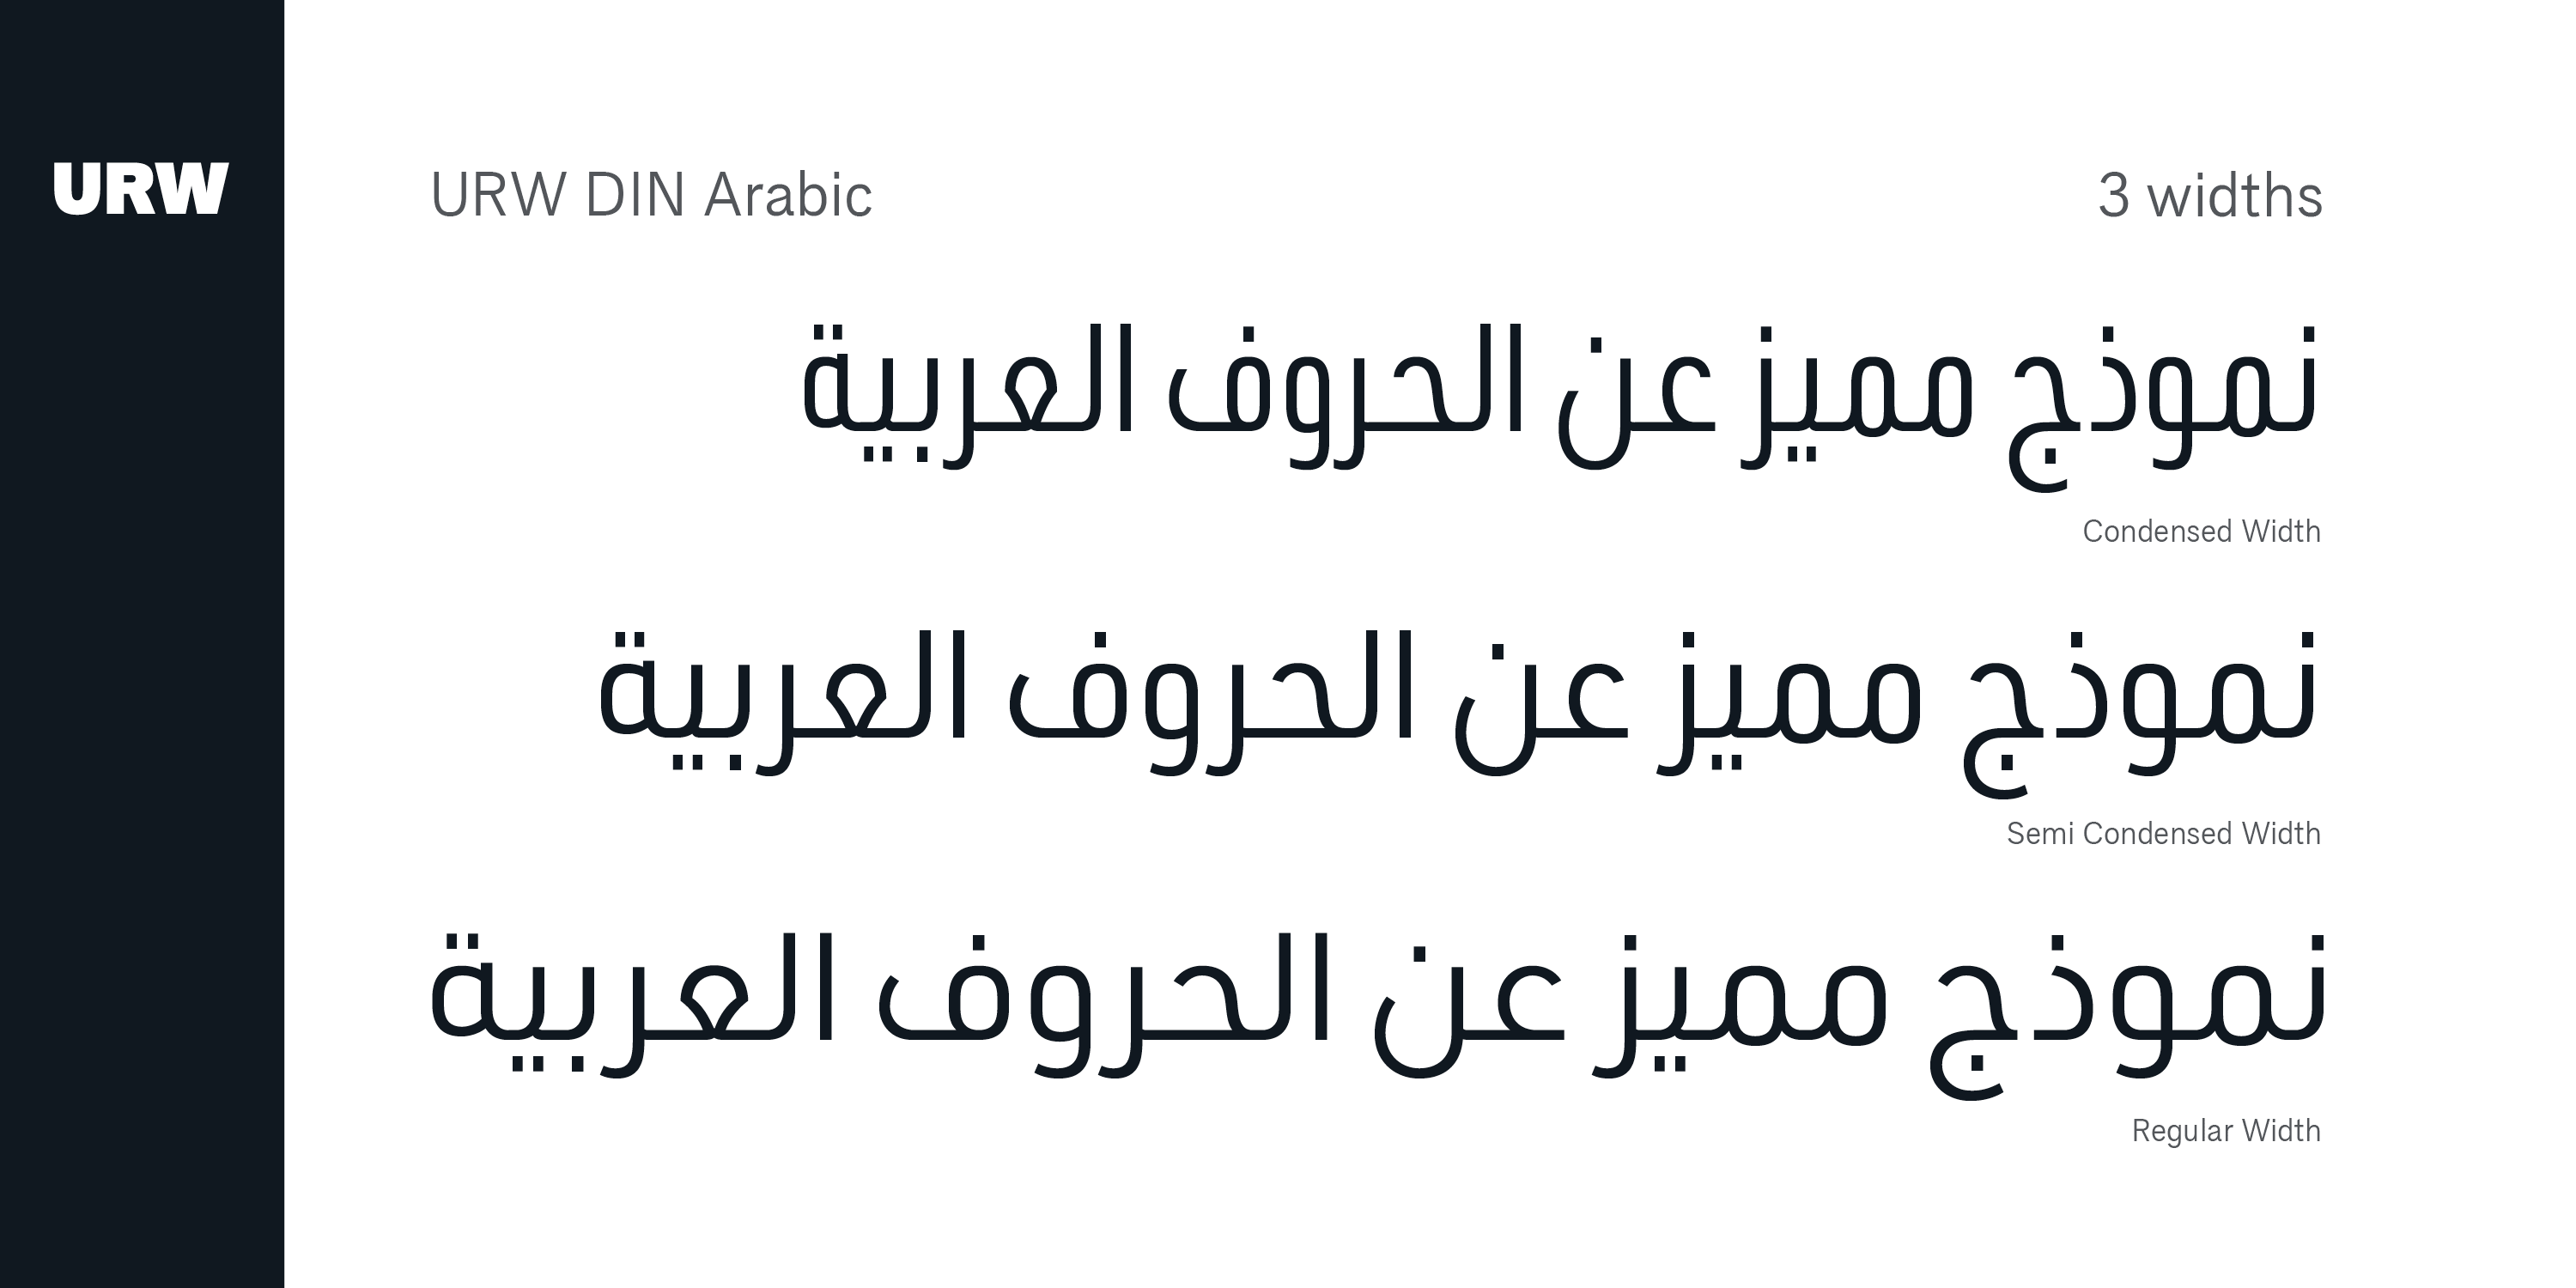 URW
URW DIN Arabic
3 widths
نموذج مميز عن الحروف العربية
Condensed Width
نموذج مميز عن الحروف العربية
Semi Condensed Width
نموذج مميز عن الحروف العربية
Regular Width